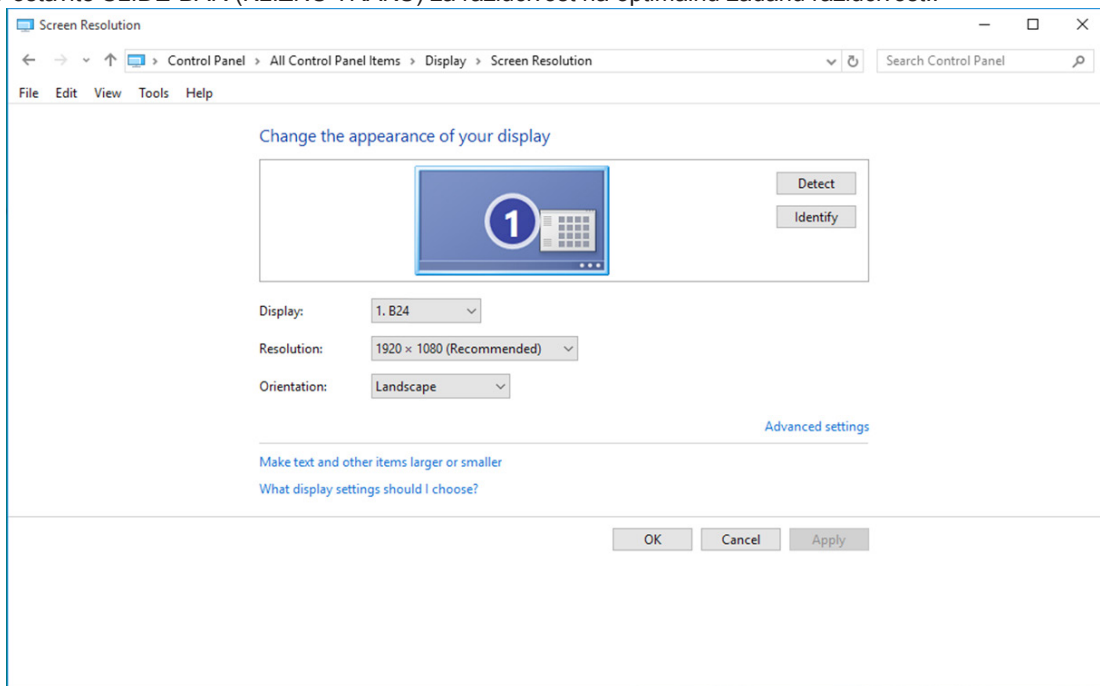 Screen Resolution
Control Panel > All Control Panel Items > Display > Screen Resolution
Search Control Panel
File Edit View Tools Help
Change the appearance of your display
1
Detect
Identify
Display: 1. B24
Resolution: 1920 × 1080 (Recommended)
Orientation: Landscape
Advanced settings
Make text and other items larger or smaller
What display settings should I choose?
OK Cancel Apply